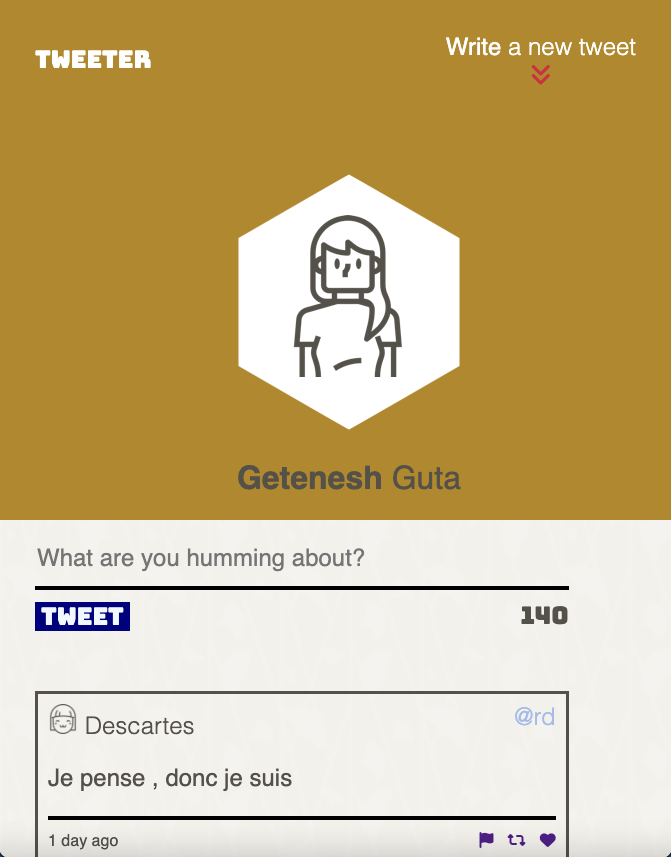 TWEETER
Write a new tweet
Getenesh Guta
What are you humming about?
TWEET
140
Descartes
@rd
Je pense , donc je suis
1 day ago